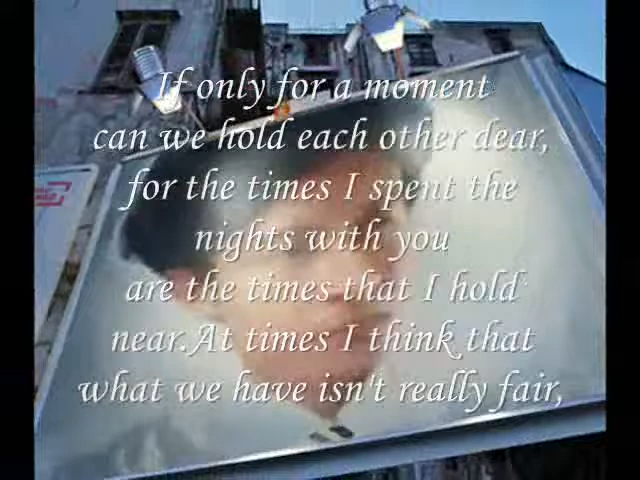 If only for a moment
can we hold each other dear,
for the times I spent the
nights with you
are the times that I hold
near.At times I think that
what we have isn't really fair,